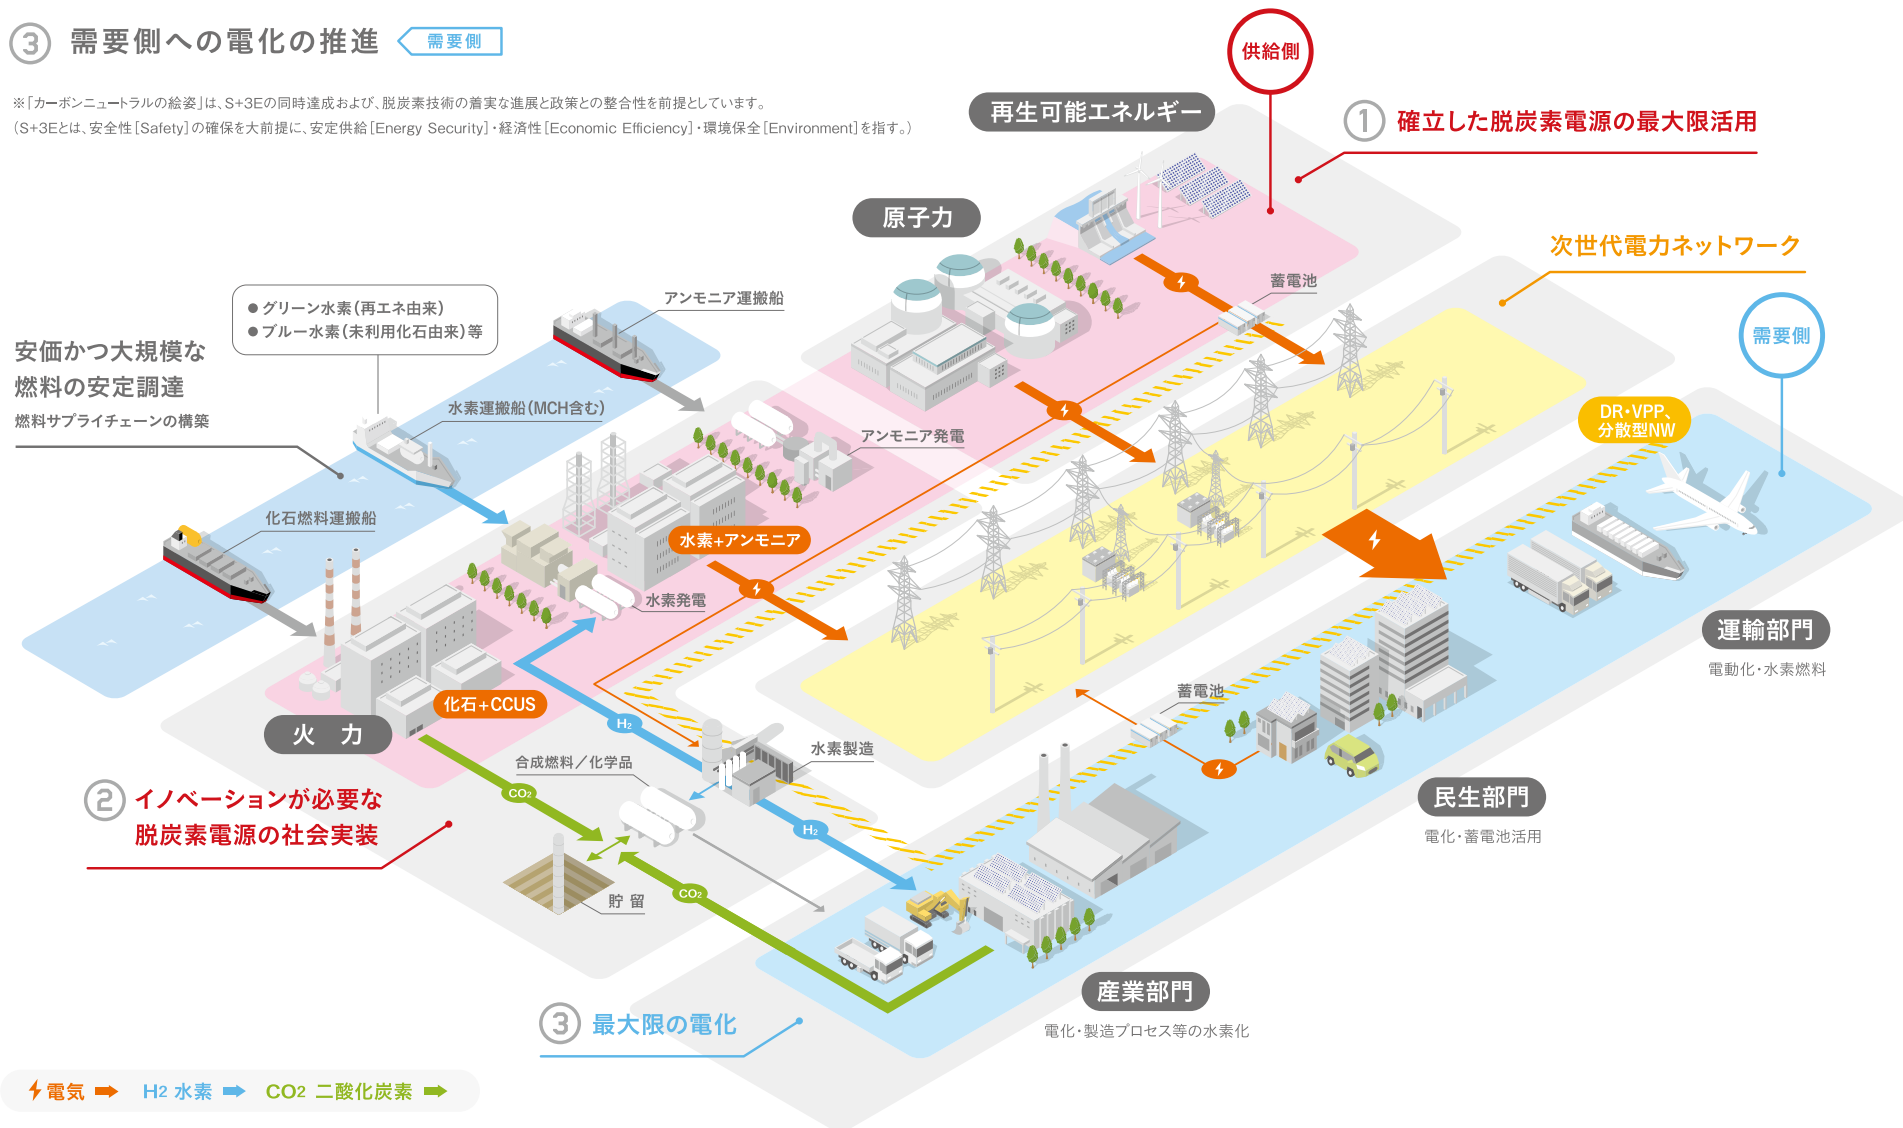 ③ 需要側への電化の推進 需要側
※「カーボンニュートラルの絵姿」は、S+3Eの同時達成および、脱炭素技術の着実な進展と政策との整合性を前提としています。
（S+3Eとは、安全性［Safety］の確保を大前提に、安定供給［Energy Security］・経済性［Economic Efficiency］・環境保全［Environment］を指す。）
供給側
再生可能エネルギー
① 確立した脱炭素電源の最大限活用
原子力
次世代電力ネットワーク
蓄電池
アンモニア運搬船
● グリーン水素（再エネ由来）
● ブルー水素（未利用化石由来）等
需要側
安価かつ大規模な
燃料の安定調達
燃料サプライチェーンの構築
水素運搬船（MCH含む）
アンモニア発電
DR・VPP、
分散型NW
化石燃料運搬船
水素+アンモニア
水素発電
運輸部門
電動化・水素燃料
化石+CCUS
蓄電池
火 力
H2
水素製造
合成燃料／化学品
② イノベーションが必要な
脱炭素電源の社会実装
CO2
H2
民生部門
電化・蓄電池活用
CO2
貯 留
産業部門
電化・製造プロセス等の水素化
③ 最大限の電化
電気 H2 水素 CO2 二酸化炭素